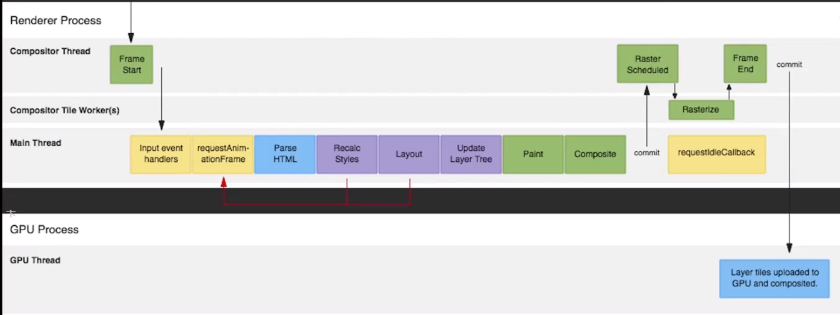 Renderer Process
Compositor Thread
Frame
Start
Raster
Scheduled
Frame
End
commit
Compositor Tile Worker(s)
Rasterize
Main Thread
Input event
handlers
requestAnim-
ationFrame
Parse
HTML
Recalc
Styles
Layout
Update
Layer Tree
Paint
Composite
commit
requestIdleCallback
GPU Process
GPU Thread
Layer tiles uploaded to
GPU and composited.